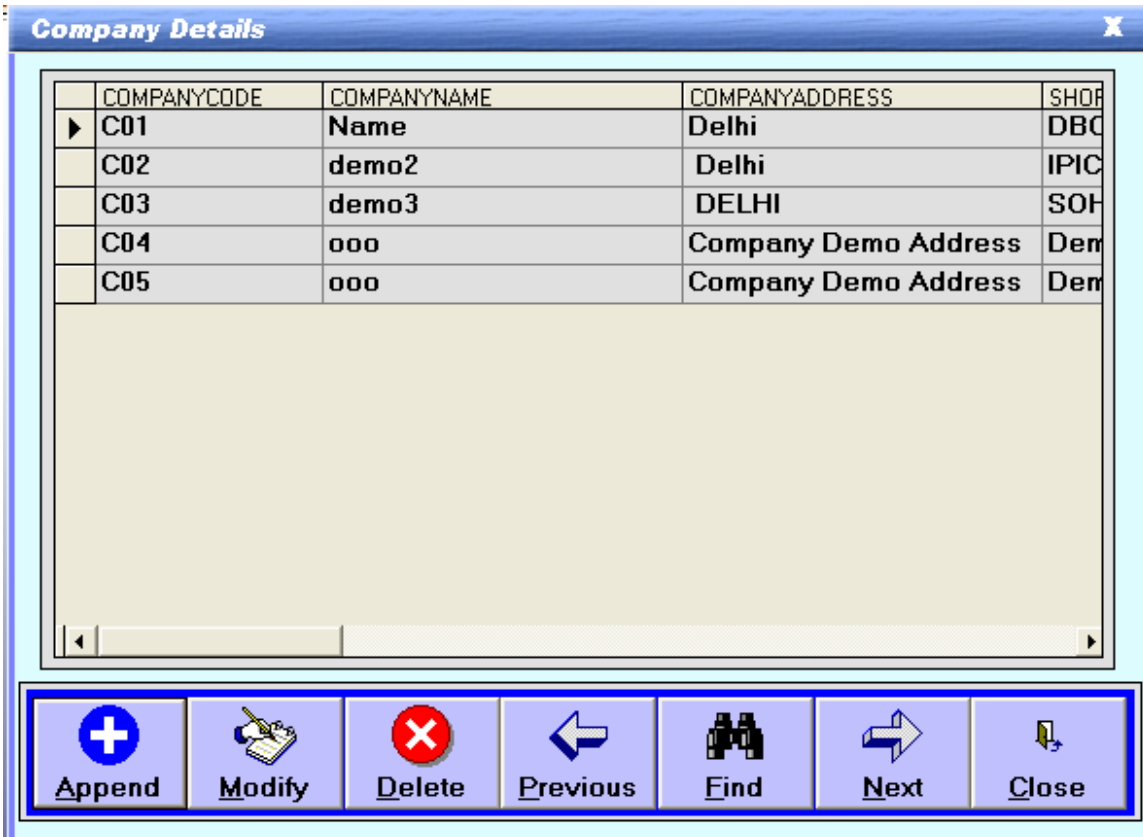 Company Details X
COMPANYCODE COMPANYNAME COMPANYADDRESS SHOR
C01 Name Delhi DBC
C02 demo2 Delhi IPIC
C03 demo3 DELHI SOH
C04 ooo Company Demo Address Dem
C05 ooo Company Demo Address Dem
Append Modify Delete Previous Find Next Close